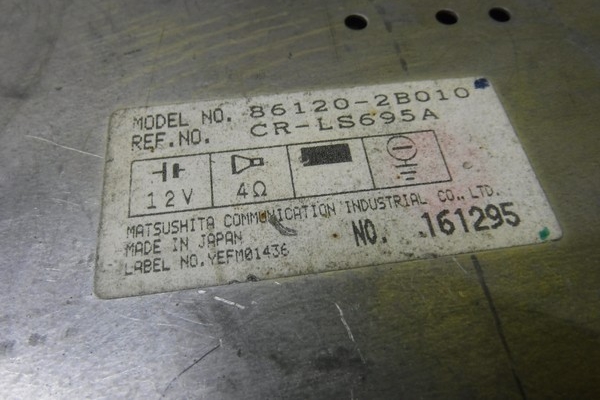 MODEL NO. 86120-2B010
REF.NO. CR-LS695A
12V 4Ω
MATSUSHITA COMMUNICATION INDUSTRIAL CO., LTD.
MADE IN JAPAN
LABEL NO.YEFM01436
NO. 161295